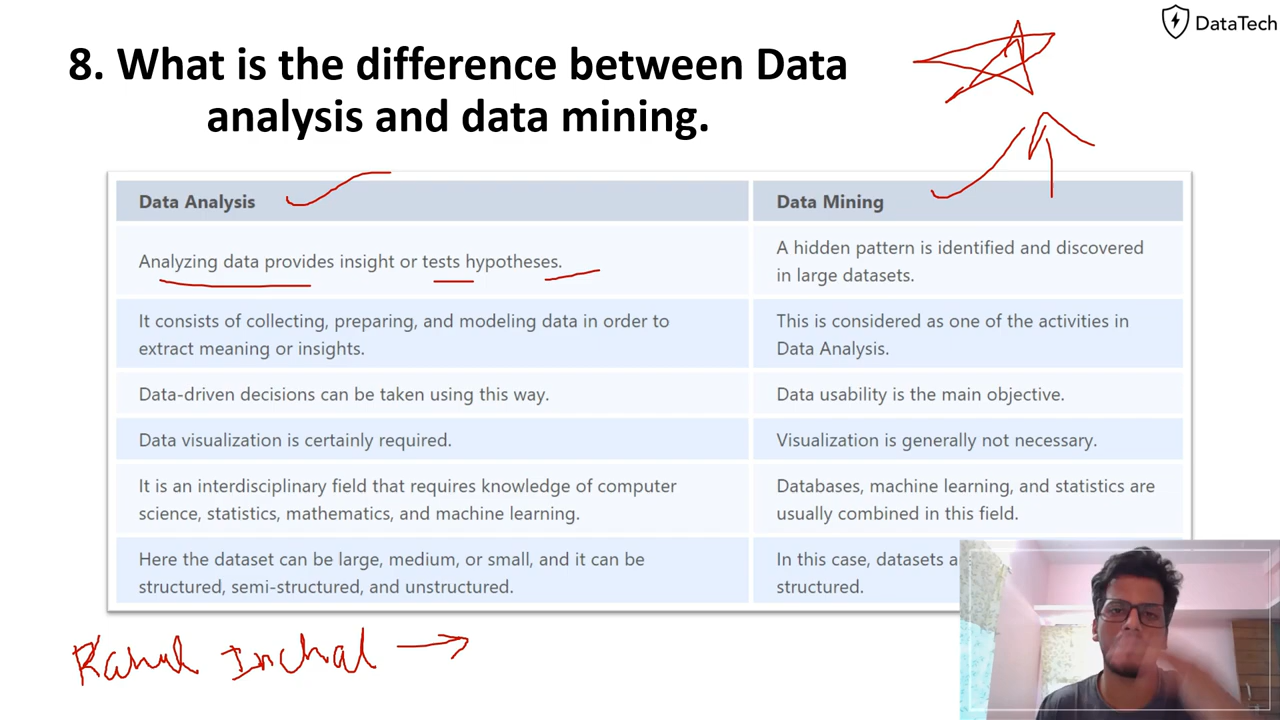 DataTech
8. What is the difference between Data
analysis and data mining.
Data Analysis
Data Mining
Analyzing data provides insight or tests hypotheses.
A hidden pattern is identified and discovered
in large datasets.
It consists of collecting, preparing, and modeling data in order to
extract meaning or insights.
This is considered as one of the activities in
Data Analysis.
Data-driven decisions can be taken using this way.
Data usability is the main objective.
Data visualization is certainly required.
Visualization is generally not necessary.
It is an interdisciplinary field that requires knowledge of computer
science, statistics, mathematics, and machine learning.
Databases, machine learning, and statistics are
usually combined in this field.
Here the dataset can be large, medium, or small, and it can be
structured, semi-structured, and unstructured.
In this case, datasets
structured.
Rahul Inchal